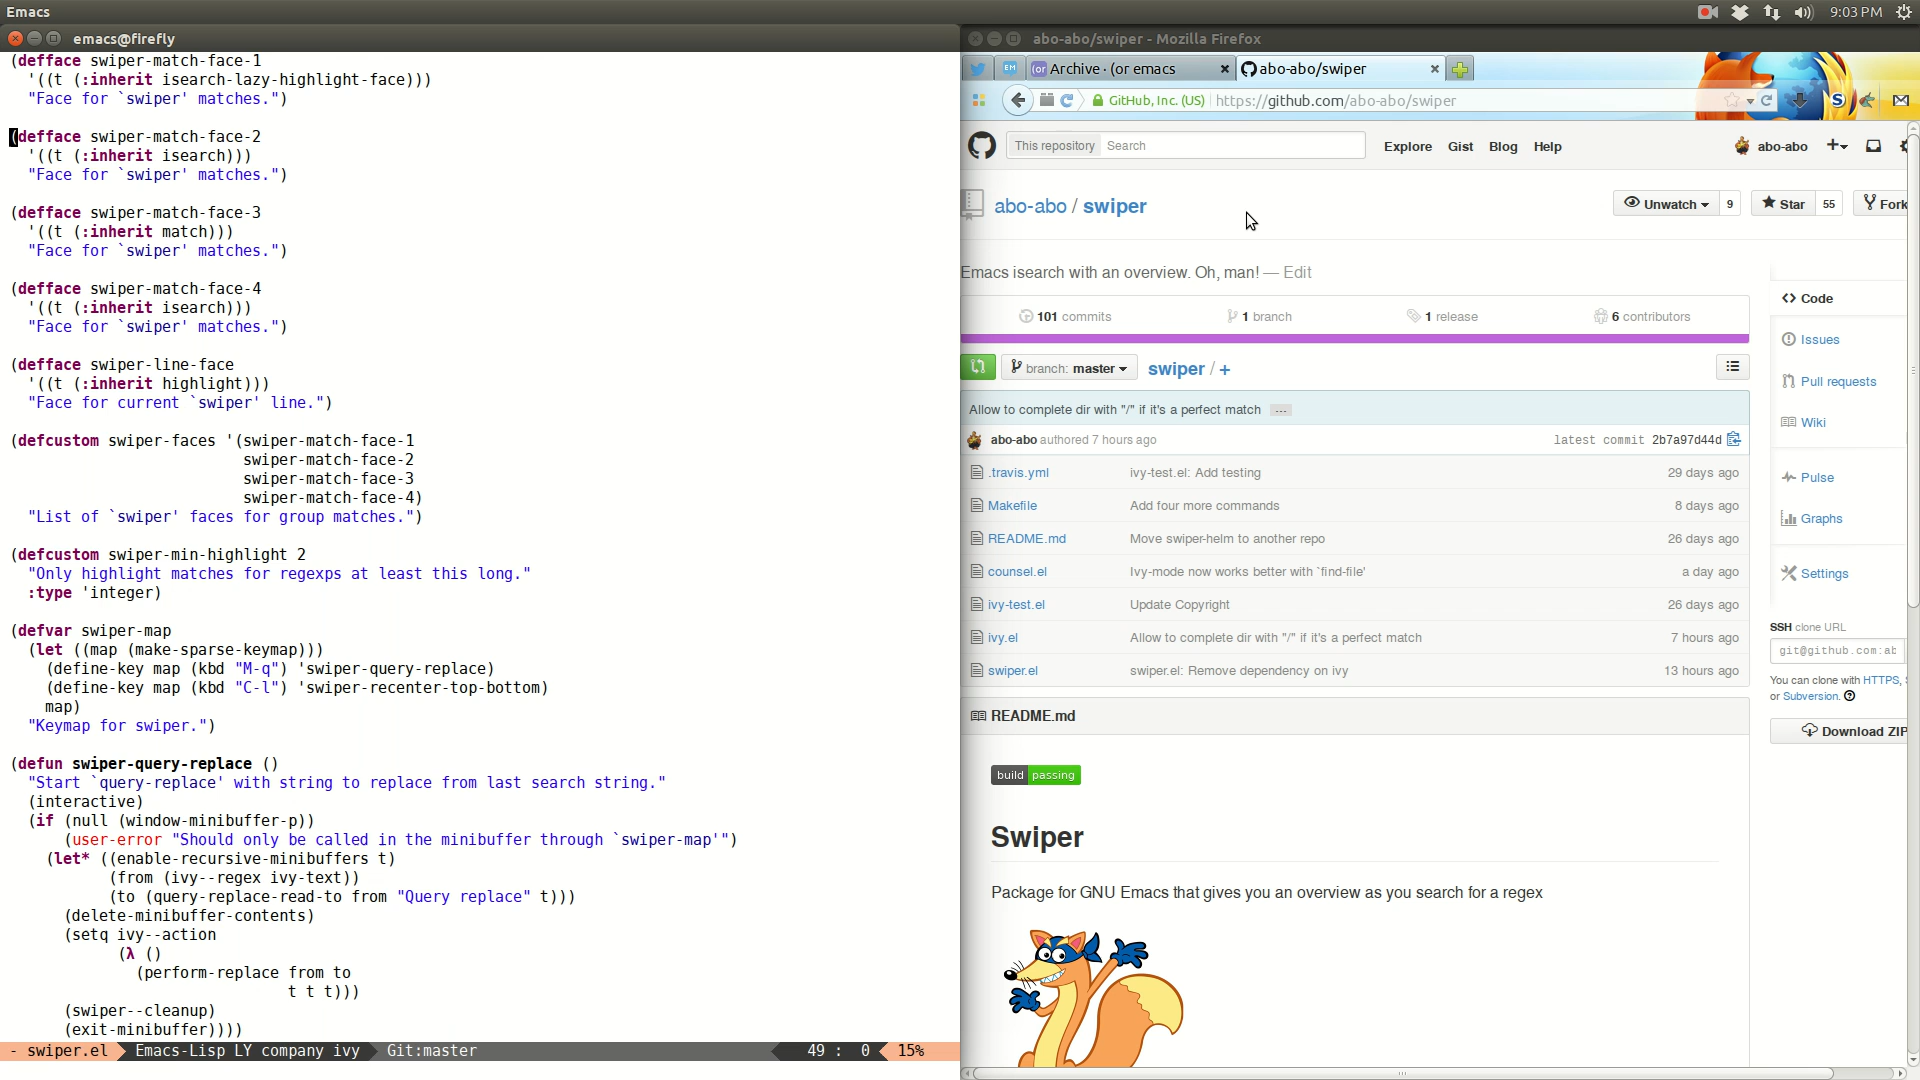 Emacs
9:03 PM
emacs@firefly
(defface swiper-match-face-1
  '((t (:inherit isearch-lazy-highlight-face)))
  "Face for `swiper' matches.")
(defface swiper-match-face-2
  '((t (:inherit isearch)))
  "Face for `swiper' matches.")
(defface swiper-match-face-3
  '((t (:inherit match)))
  "Face for `swiper' matches.")
(defface swiper-match-face-4
  '((t (:inherit isearch)))
  "Face for `swiper' matches.")
(defface swiper-line-face
  '((t (:inherit highlight)))
  "Face for current `swiper' line.")
(defcustom swiper-faces '(swiper-match-face-1
                          swiper-match-face-2
                          swiper-match-face-3
                          swiper-match-face-4)
  "List of `swiper' faces for group matches.")
(defcustom swiper-min-highlight 2
  "Only highlight matches for regexps at least this long."
  :type 'integer)
(defvar swiper-map
  (let ((map (make-sparse-keymap)))
    (define-key map (kbd "M-q") 'swiper-query-replace)
    (define-key map (kbd "C-l") 'swiper-recenter-top-bottom)
    map)
  "Keymap for swiper.")
(defun swiper-query-replace ()
  "Start `query-replace' with string to replace from last search string."
  (interactive)
  (if (null (window-minibuffer-p))
      (user-error "Should only be called in the minibuffer through `swiper-map'")
    (let* ((enable-recursive-minibuffers t)
           (from (ivy--regex ivy-text))
           (to (query-replace-read-to from "Query replace" t)))
      (delete-minibuffer-contents)
      (setq ivy--action
            (λ ()
              (perform-replace from to
                               t t t)))
      (swiper--cleanup)
      (exit-minibuffer))))
- swiper.el Emacs-Lisp LY company ivy Git:master 49 : 0 15%
abo-abo/swiper - Mozilla Firefox
EM (or Archive · (or emacs abo-abo/swiper
GitHub, Inc. (US) https://github.com/abo-abo/swiper S
This repository Search Explore Gist Blog Help abo-abo
abo-abo / swiper Unwatch 9 Star 55 Fork
Emacs isearch with an overview. Oh, man! — Edit
101 commits 1 branch 1 release 6 contributors
branch: master swiper / +
Allow to complete dir with "/" if it's a perfect match ...
abo-abo authored 7 hours ago latest commit 2b7a97d44d
.travis.yml ivy-test.el: Add testing 29 days ago
Makefile Add four more commands 8 days ago
README.md Move swiper-helm to another repo 26 days ago
counsel.el Ivy-mode now works better with `find-file' a day ago
ivy-test.el Update Copyright 26 days ago
ivy.el Allow to complete dir with "/" if it's a perfect match 7 hours ago
swiper.el swiper.el: Remove dependency on ivy 13 hours ago
Code
Issues
Pull requests
Wiki
Pulse
Graphs
Settings
SSH clone URL
git@github.com:ab
You can clone with HTTPS,
or Subversion.
Download ZIP
README.md
build passing
Swiper
Package for GNU Emacs that gives you an overview as you search for a regex